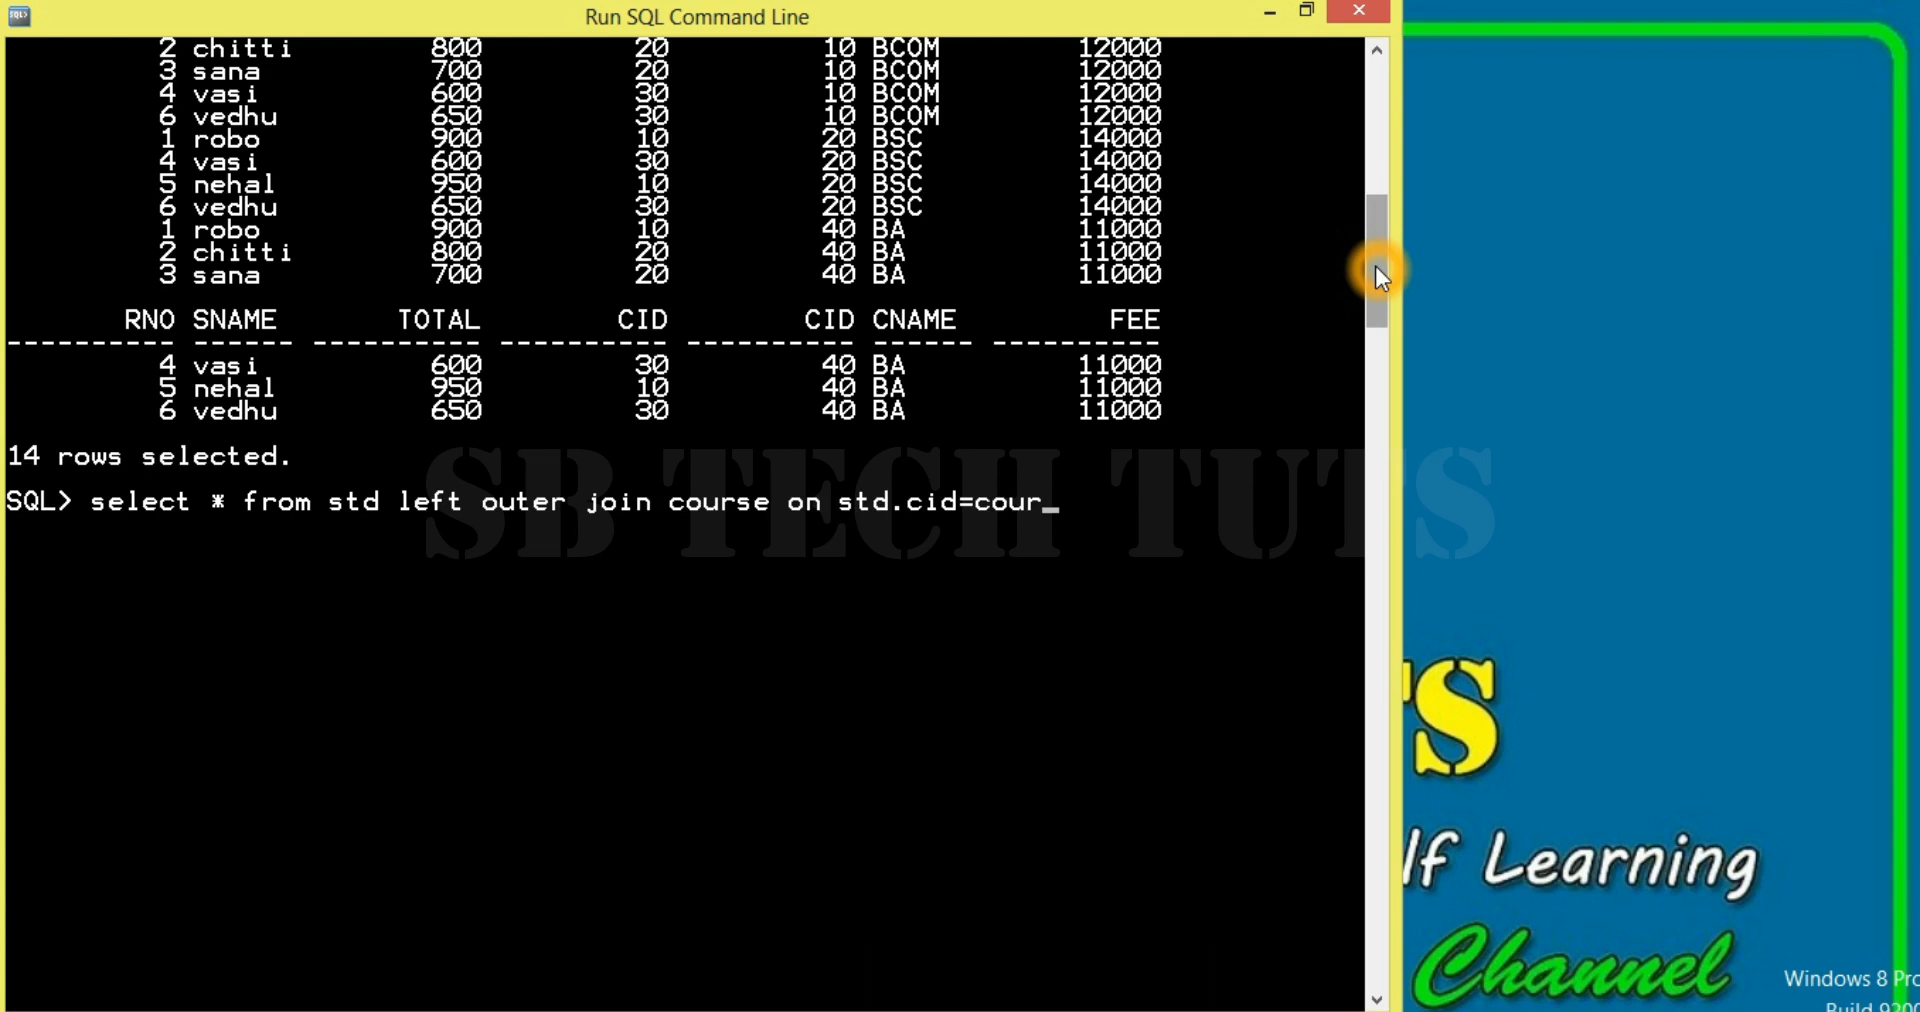 SQL>
Run SQL Command Line
2 chitti 800 20 10 BCOM 12000
3 sana 700 20 10 BCOM 12000
4 vasi 600 30 10 BCOM 12000
6 vedhu 650 30 10 BCOM 12000
1 robo 900 10 20 BSC 14000
4 vasi 600 30 20 BSC 14000
5 nehal 950 10 20 BSC 14000
6 vedhu 650 30 20 BSC 14000
1 robo 900 10 40 BA 11000
2 chitti 800 20 40 BA 11000
3 sana 700 20 40 BA 11000
RNO SNAME TOTAL CID CID CNAME FEE
---------- ------ ---------- ---------- ---------- ------ ----------
4 vasi 600 30 40 BA 11000
5 nehal 950 10 40 BA 11000
6 vedhu 650 30 40 BA 11000
14 rows selected.
SQL> select * from std left outer join course on std.cid=cour_
SB TECH TUTS
TS
lf Learning
Channel
Windows 8 Pro
Build 9200